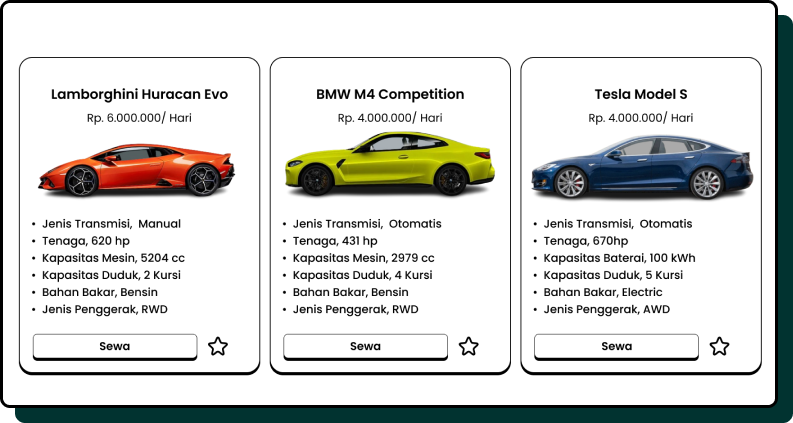 Lamborghini Huracan Evo
Rp. 6.000.000/ Hari
• Jenis Transmisi,  Manual
• Tenaga, 620 hp
• Kapasitas Mesin, 5204 cc
• Kapasitas Duduk, 2 Kursi
• Bahan Bakar, Bensin
• Jenis Penggerak, RWD
Sewa
BMW M4 Competition
Rp. 4.000.000/ Hari
• Jenis Transmisi,  Otomatis
• Tenaga, 431 hp
• Kapasitas Mesin, 2979 cc
• Kapasitas Duduk, 4 Kursi
• Bahan Bakar, Bensin
• Jenis Penggerak, RWD
Sewa
Tesla Model S
Rp. 4.000.000/ Hari
• Jenis Transmisi,  Otomatis
• Tenaga, 670hp
• Kapasitas Baterai, 100 kWh
• Kapasitas Duduk, 5 Kursi
• Bahan Bakar, Electric
• Jenis Penggerak, AWD
Sewa